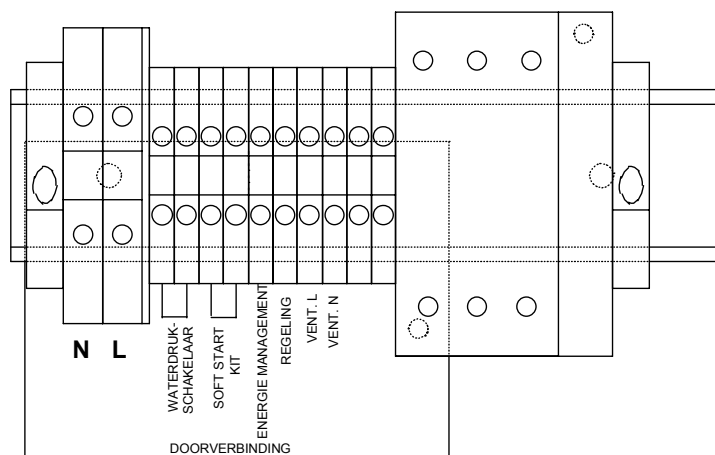 N L
WATERDRUK-
SCHAKELAAR
SOFT START
KIT
ENERGIE MANAGEMENT
REGELING
VENT. L
VENT. N
DOORVERBINDING